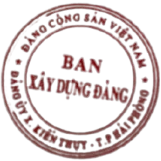 ĐẢNG CỘNG SẢN VIỆT NAM
BAN
XÂY DỰNG ĐẢNG
ĐẢNG ỦY X. KIẾN THỤY - T.P HẢI PHÒNG